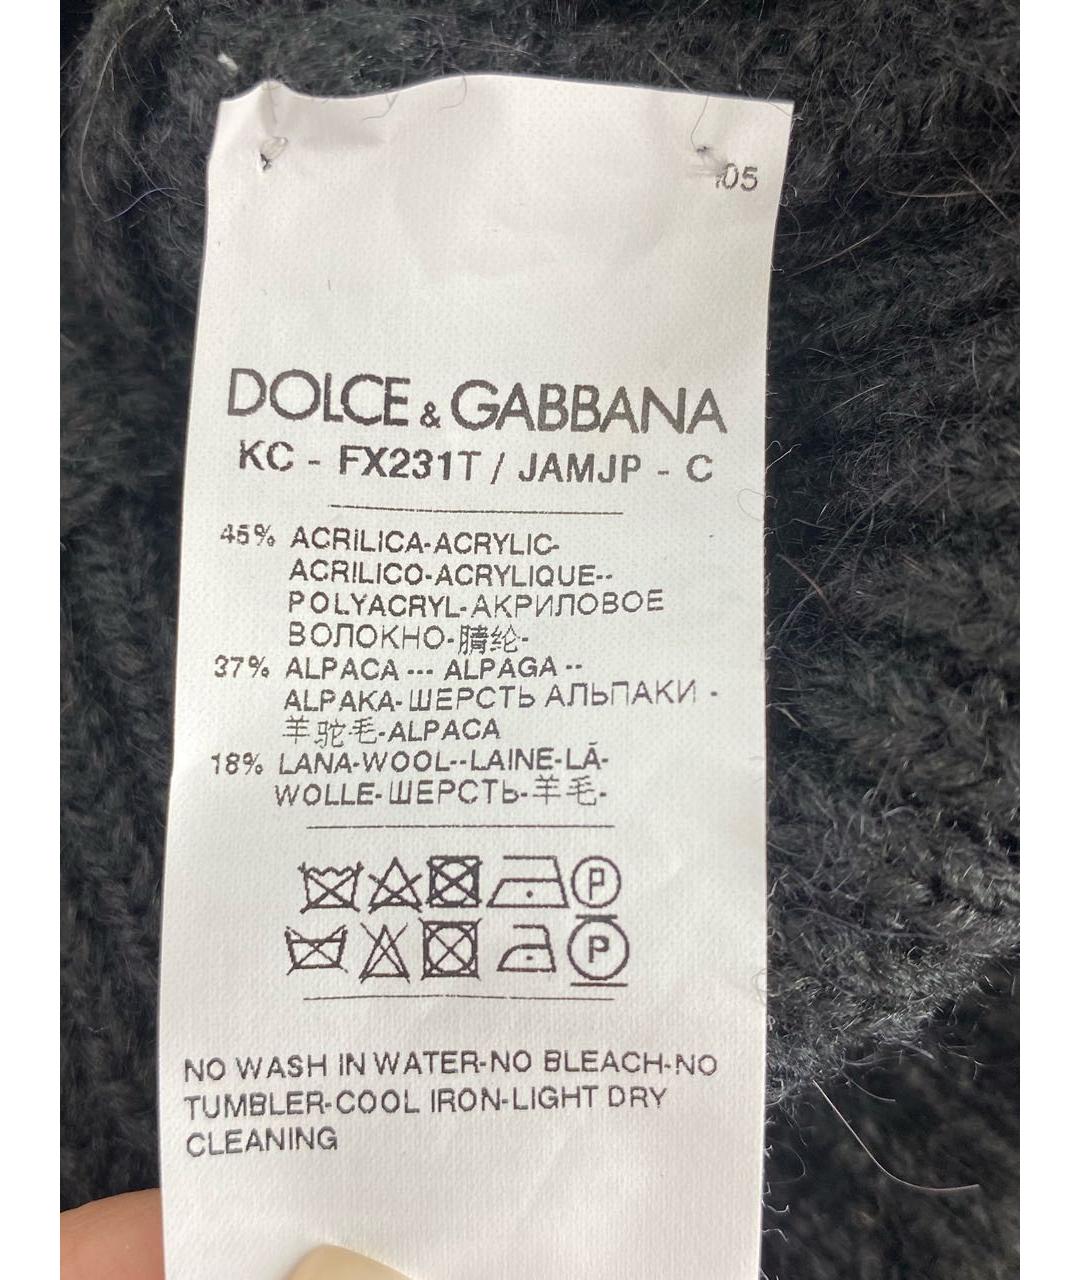 105
DOLCE & GABBANA
KC - FX231T / JAMJP - C
45% ACRILICA-ACRYLIC-
ACRILICO-ACRYLIQUE--
POLYACRYL-АКРИЛОВОЕ
ВОЛОКНО-腈纶-
37% ALPACA --- ALPAGA --
ALPAKA-ШЕРСТЬ АЛЬПАКИ -
羊驼毛-ALPACA
18% LANA-WOOL--LAINE-LÃ-
WOLLE-ШЕРСТЬ-羊毛-
P
P
NO WASH IN WATER-NO BLEACH-NO
TUMBLER-COOL IRON-LIGHT DRY
CLEANING